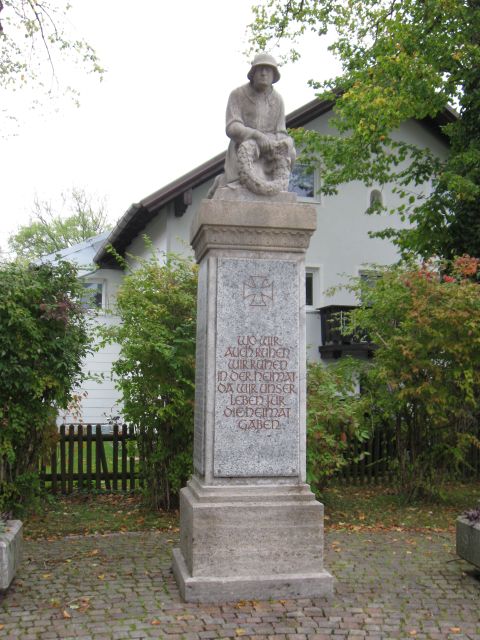 WO WIR
AUCH RUHEN
WIR RUHEN
IN DER HEIMAT
DA WIR UNSER
LEBEN FÜR
DIE HEIMAT
GABEN